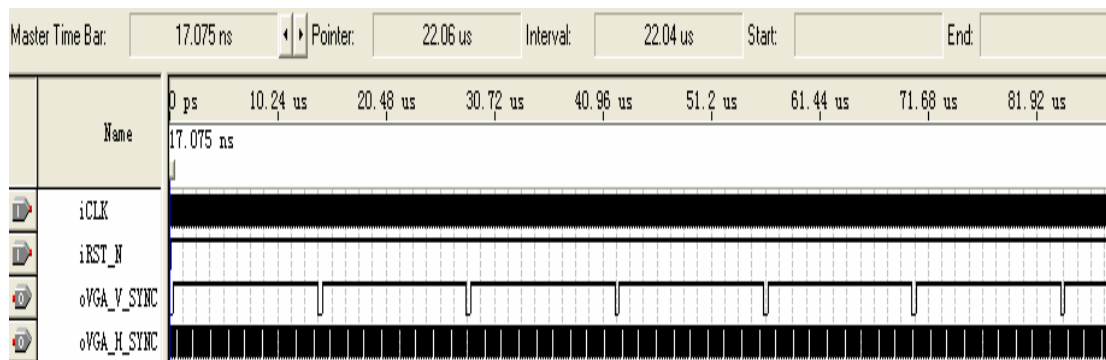 Master Time Bar: 17.075 ns Pointer: 22.06 us Interval: 22.04 us Start: End:
Name
0 ps 10.24 us 20.48 us 30.72 us 40.96 us 51.2 us 61.44 us 71.68 us 81.92 us
17.075 ns
iCLK
iRST_N
oVGA_V_SYNC
oVGA_H_SYNC